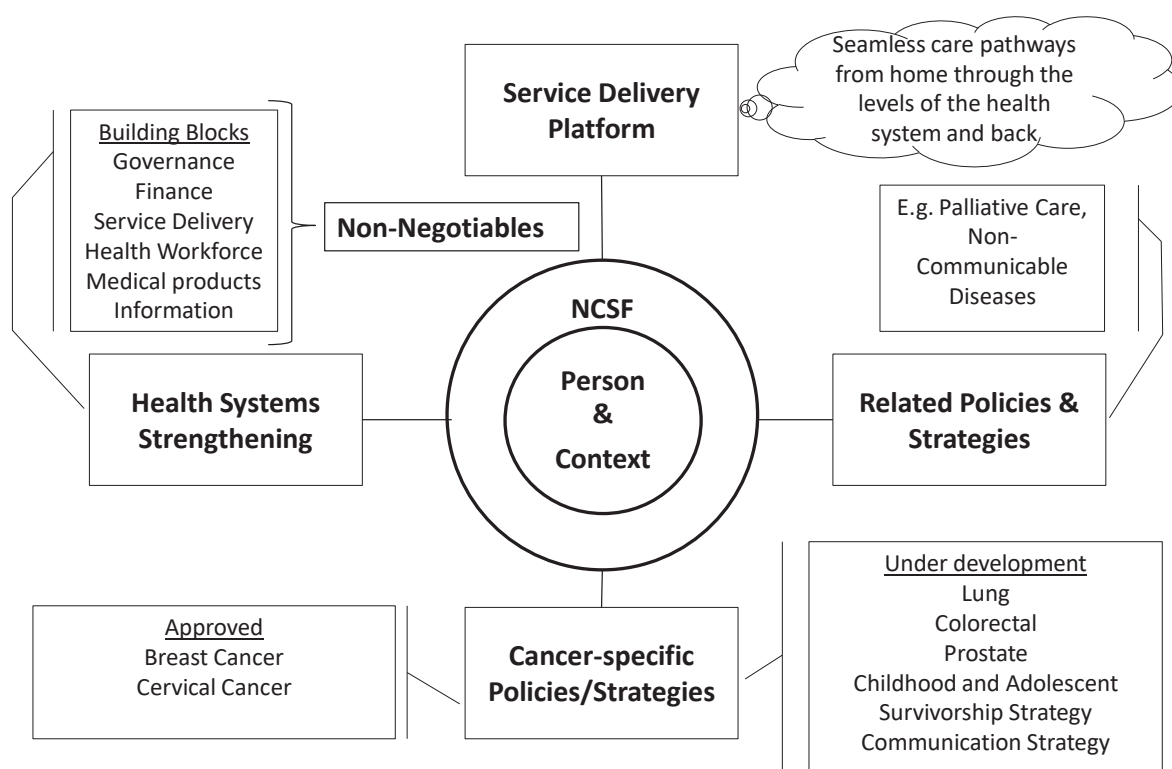 Service Delivery
Platform
Seamless care pathways
from home through the
levels of the health
system and back
Building Blocks
Governance
Finance
Service Delivery
Health Workforce
Medical products
Information
Non-Negotiables
E.g. Palliative Care,
Non-
Communicable
Diseases
NCSF
Person
&
Context
Health Systems
Strengthening
Related Policies &
Strategies
Approved
Breast Cancer
Cervical Cancer
Cancer-specific
Policies/Strategies
Under development
Lung
Colorectal
Prostate
Childhood and Adolescent
Survivorship Strategy
Communication Strategy